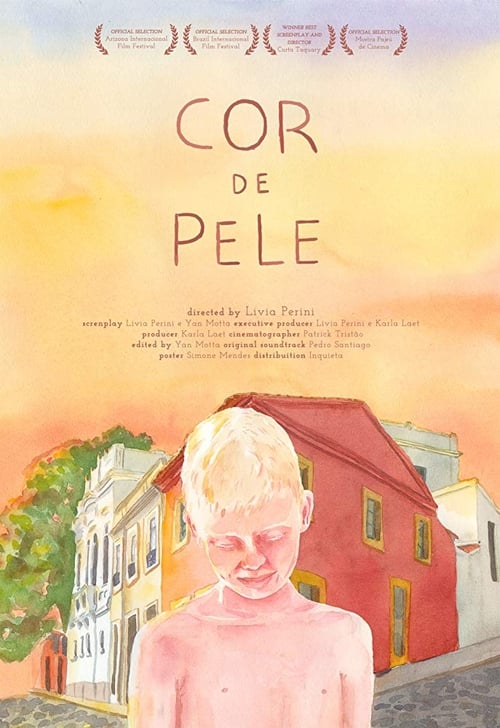 OFFICIAL SELECTION
Arizona Internacional
Film Festival
OFFICIAL SELECTION
Brazil Internacional
Film Festival
WINNER BEST
SCREENPLAY AND
DIRECTOR
Curta Taquary
OFFICIAL SELECTION
Mostra Pajeú
de Cinema
COR
DE
PELE
directed by Livia Perini
screnplay Livia Perini e Yan Motta executive producer Livia Perini e Karla Laet
producer Karla Laet cinematographer Patrick Tristão
edited by Yan Motta original soundtrack Pedro Santiago
poster Simone Mendes distribuition Inquieta